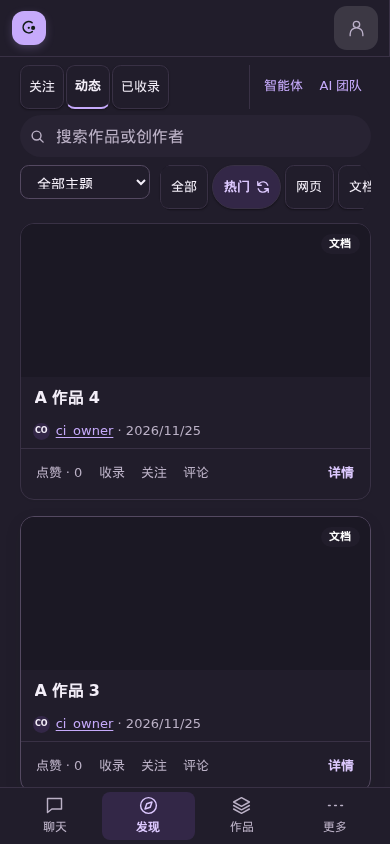 关注 动态 已收录 智能体 AI 团队
搜索作品或创作者
全部主题 全部 热门 网页 文档
文档
A 作品 4
CO ci_owner · 2026/11/25
点赞 · 0 收录 关注 评论 详情
文档
A 作品 3
CO ci_owner · 2026/11/25
点赞 · 0 收录 关注 评论 详情
聊天 发现 作品 更多